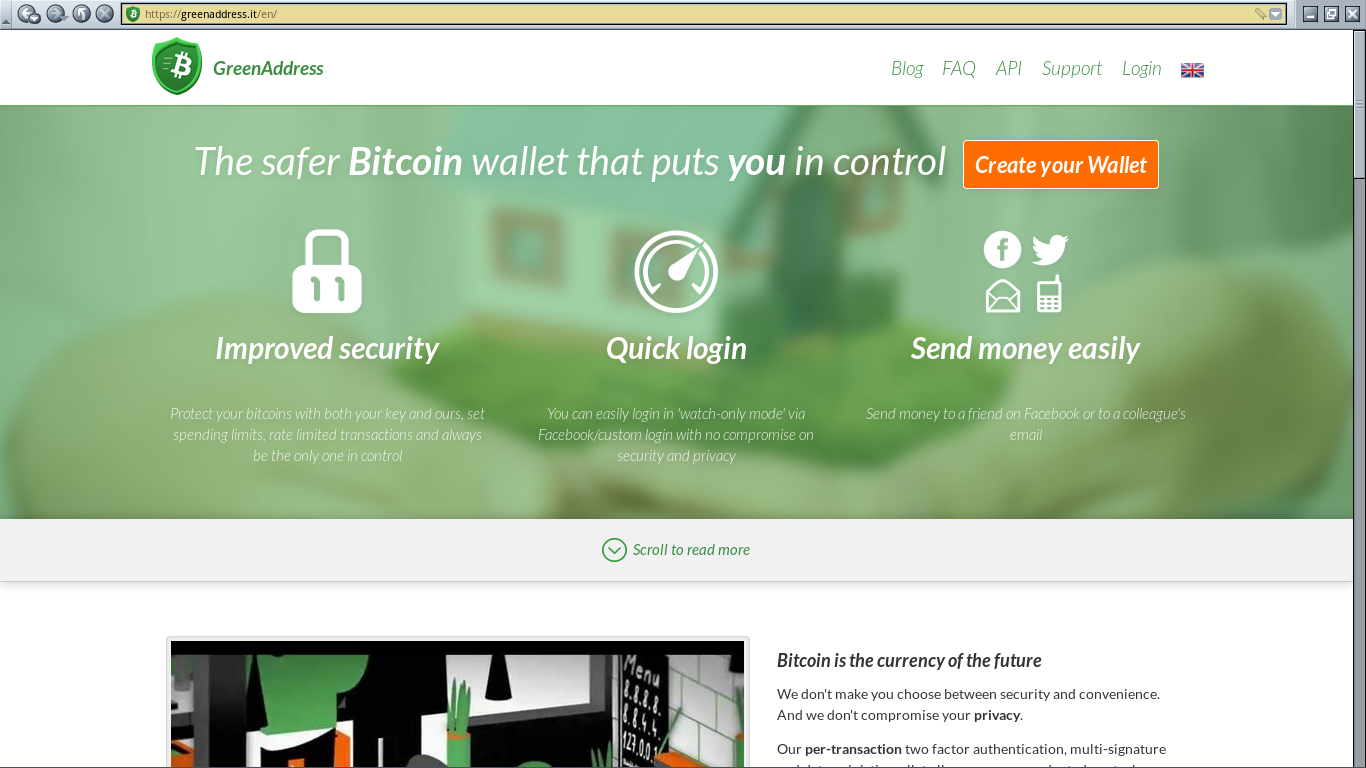 https://greenaddress.it/en/
GreenAddress
Blog FAQ API Support Login
The safer Bitcoin wallet that puts you in control
Create your Wallet
Improved security
Quick login
Send money easily
Protect your bitcoins with both your key and ours, set
spending limits, rate limited transactions and always
be the only one in control
You can easily login in 'watch-only mode' via
Facebook/custom login with no compromise on
security and privacy
Send money to a friend on Facebook or to a colleague's
email
Scroll to read more
Menu
8.8.8.8.
8.8.4.
127.0.0.
Bitcoin is the currency of the future
We don't make you choose between security and convenience.
And we don't compromise your privacy.
Our per-transaction two factor authentication, multi-signature